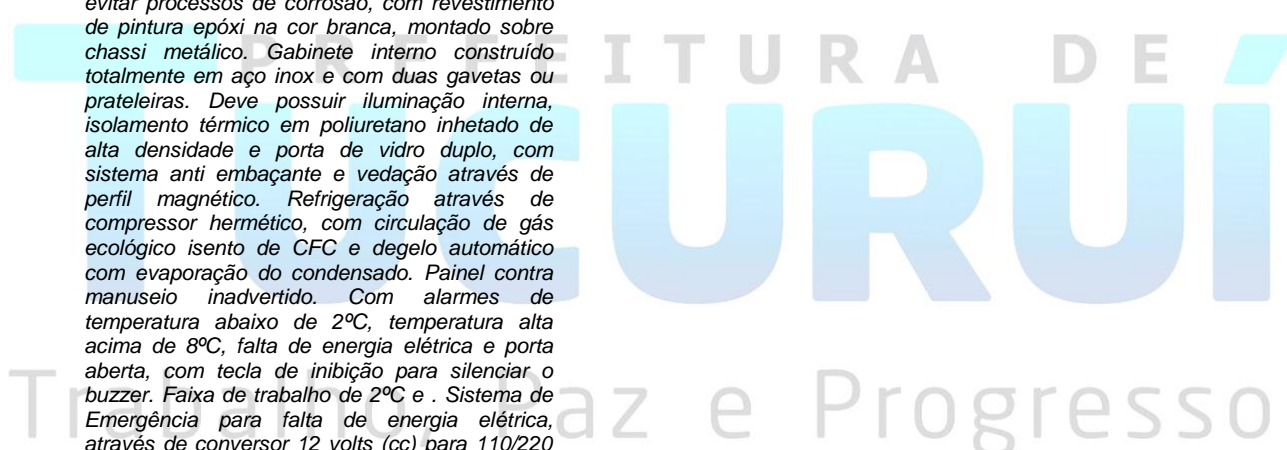 evitar processos de corrosão, com revestimento
de pintura epóxi na cor branca, montado sobre
chassi metálico. Gabinete interno construído
totalmente em aço inox e com duas gavetas ou
prateleiras. Deve possuir iluminação interna,
isolamento térmico em poliuretano inhetado de
alta densidade e porta de vidro duplo, com
sistema anti embaçante e vedação através de
perfil magnético. Refrigeração através de
compressor hermético, com circulação de gás
ecológico isento de CFC e degelo automático
com evaporação do condensado. Painel contra
manuseio inadvertido. Com alarmes de
temperatura abaixo de 2ºC, temperatura alta
acima de 8ºC, falta de energia elétrica e porta
aberta, com tecla de inibição para silenciar o
buzzer. Faixa de trabalho de 2ºC e . Sistema de
Emergência para falta de energia elétrica,
através de conversor 12 volts (cc) para 110/220
PREFEITURA DE
TUCURUÍ
Trabalho, Paz e Progresso